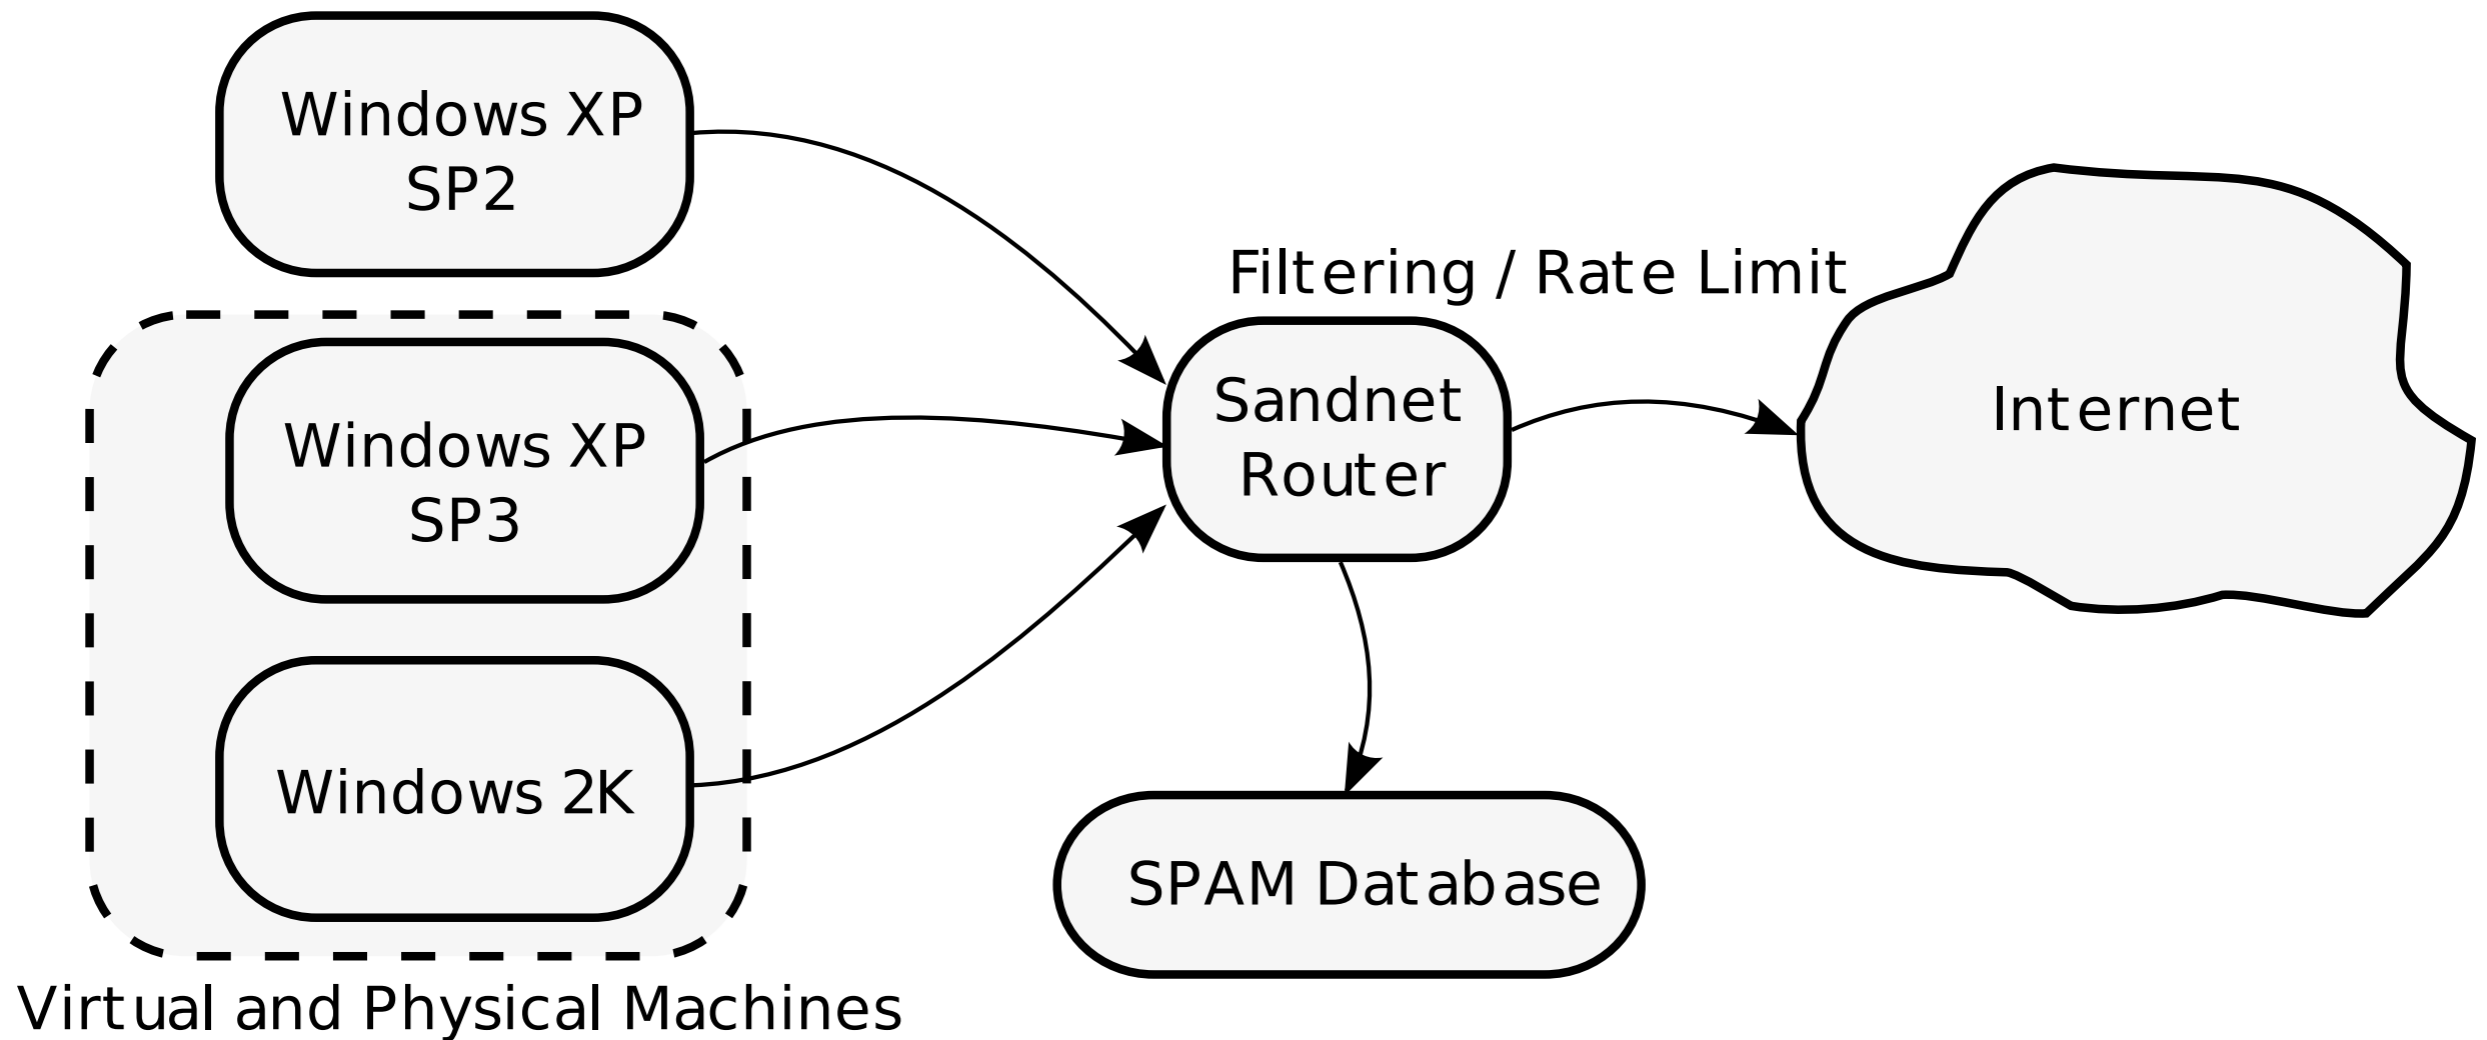 Windows XP
SP2
Filtering / Rate Limit
Windows XP
SP3
Sandnet
Router
Internet
Windows 2K
SPAM Database
Virtual and Physical Machines